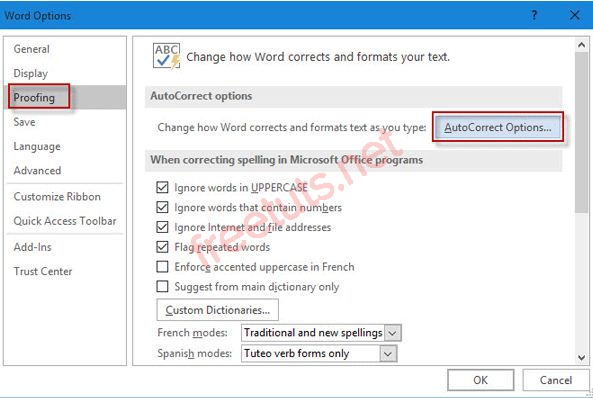 Word Options ? ×
General
Display
Proofing
Save
Language
Advanced
Customize Ribbon
Quick Access Toolbar
Add-Ins
Trust Center
ABC
Change how Word corrects and formats your text.
AutoCorrect options
Change how Word corrects and formats text as you type: AutoCorrect Options...
When correcting spelling in Microsoft Office programs
Ignore words in UPPERCASE
Ignore words that contain numbers
Ignore Internet and file addresses
Flag repeated words
Enforce accented uppercase in French
Suggest from main dictionary only
Custom Dictionaries...
French modes: Traditional and new spellings
Spanish modes: Tuteo verb forms only
OK Cancel
freetuts.net